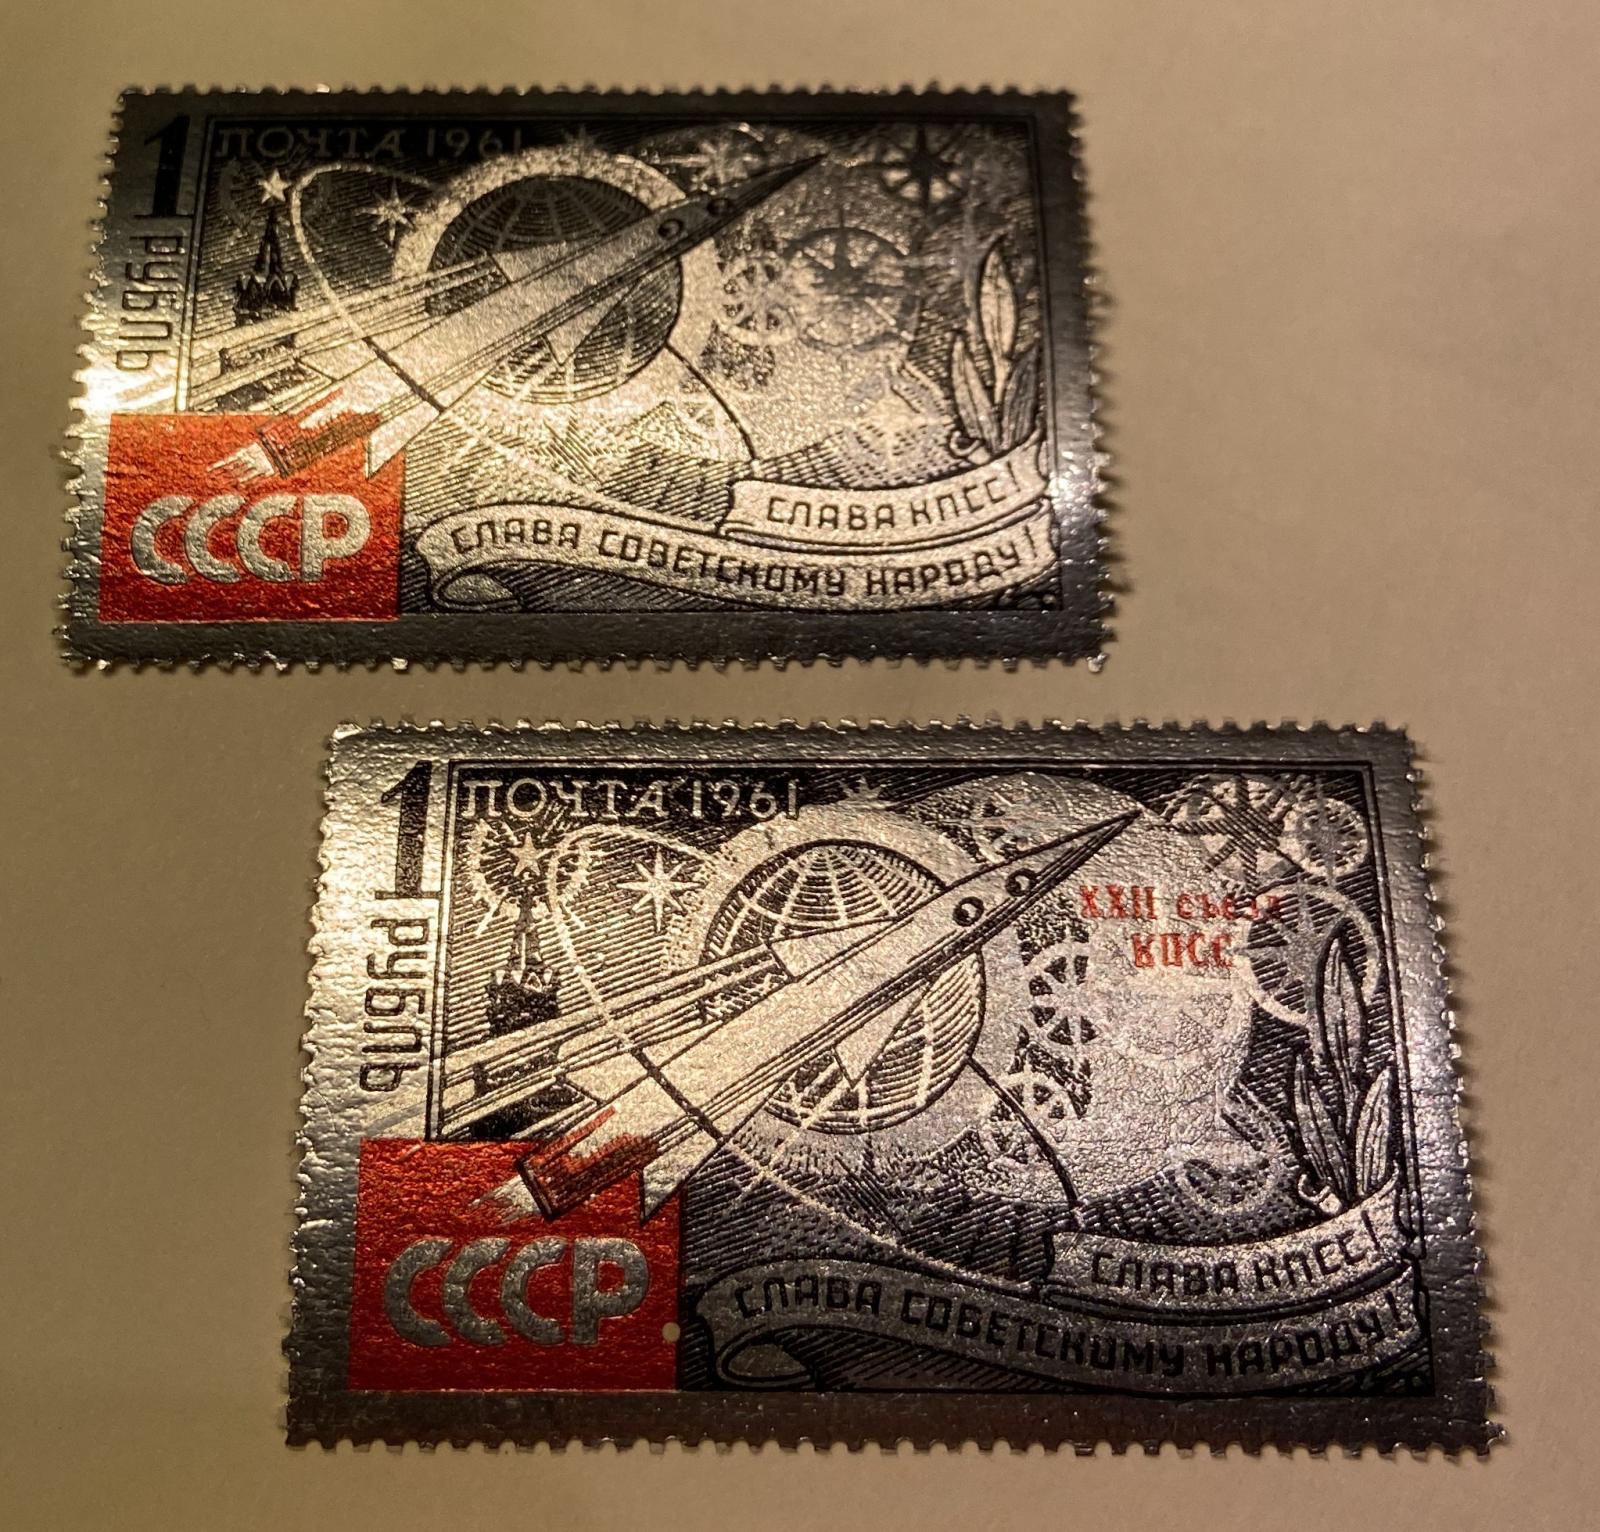 1 ПОЧТА 1961
рубль
СССР
СЛАВА КПСС!
СЛАВА СОВЕТСКОМУ НАРОДУ!
1 ПОЧТА 1961
рубль
XXII съезд
КПСС
СССР
СЛАВА КПСС!
СЛАВА СОВЕТСКОМУ НАРОДУ!